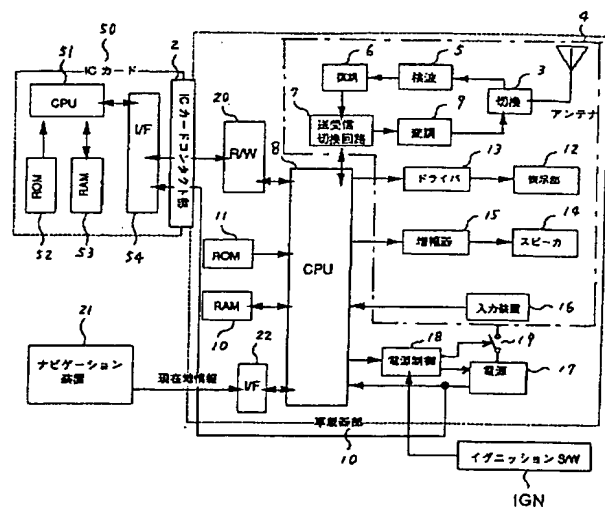 50
51
ICカード
CPU
I/F
ROM
RAM
52
53
54
2
ICカードコンタクト部
20
R/W
4
6
復調
5
検波
3
切換
アンテナ
7
送受信
切換回路
9
変調
8
CPU
13
ドライバ
12
表示部
15
増幅器
14
スピーカ
11
ROM
RAM
10
入力装置
16
21
ナビゲーション
装置
現在地情報
22
I/F
18
電源制御
19
電源
17
車載器部
10
イグニッション S/W
IGN